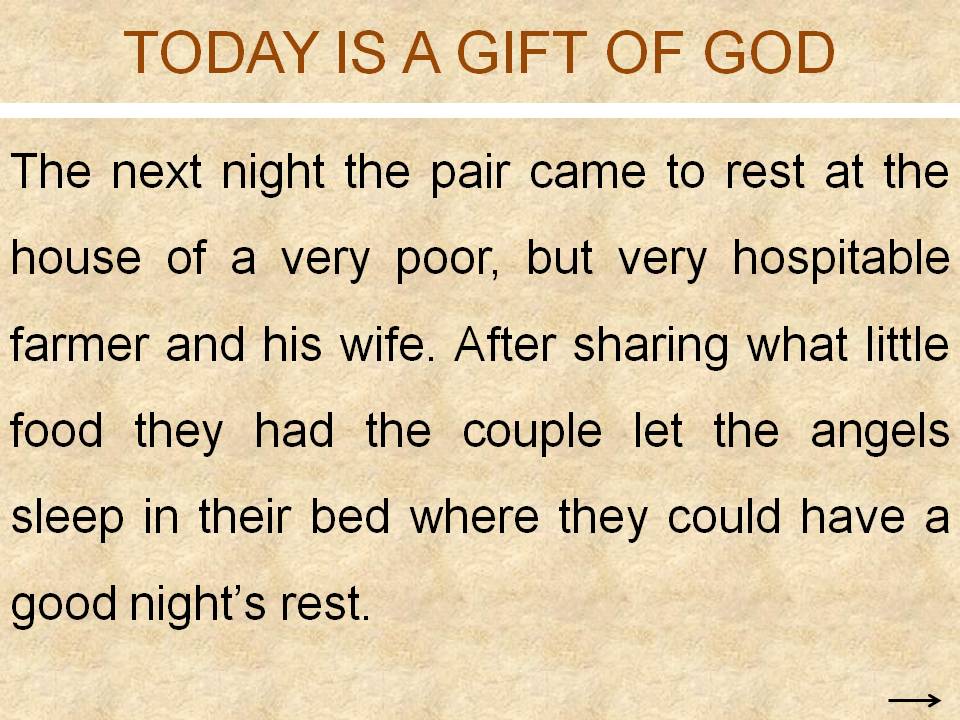 TODAY IS A GIFT OF GOD
The next night the pair came to rest at the
house of a very poor, but very hospitable
farmer and his wife. After sharing what little
food they had the couple let the angels
sleep in their bed where they could have a
good night’s rest.